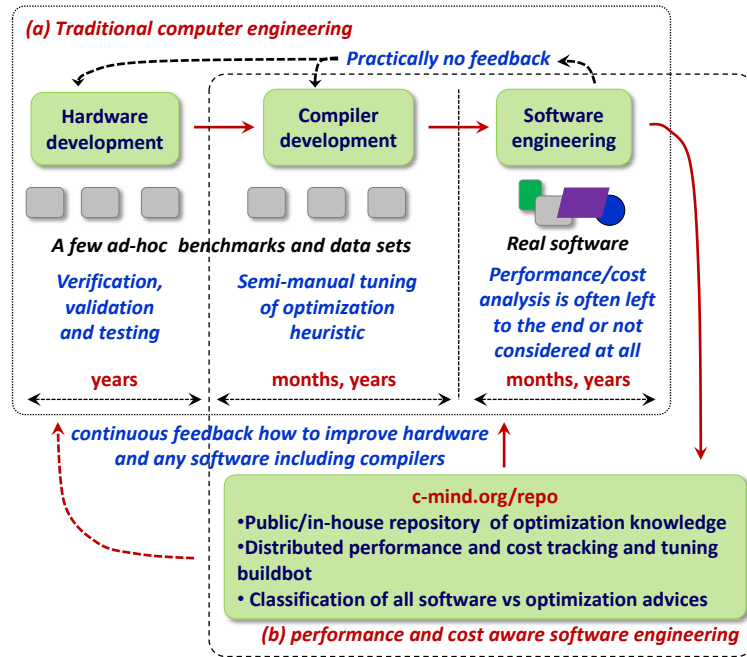 (a) Traditional computer engineering
Practically no feedback
Hardware
development
Compiler
development
Software
engineering
A few ad-hoc benchmarks and data sets
Real software
Verification,
validation
and testing
Semi-manual tuning
of optimization
heuristic
Performance/cost
analysis is often left
to the end or not
considered at all
years
months, years
months, years
continuous feedback how to improve hardware
and any software including compilers
c-mind.org/repo
•Public/in-house repository of optimization knowledge
•Distributed performance and cost tracking and tuning
buildbot
• Classification of all software vs optimization advices
(b) performance and cost aware software engineering